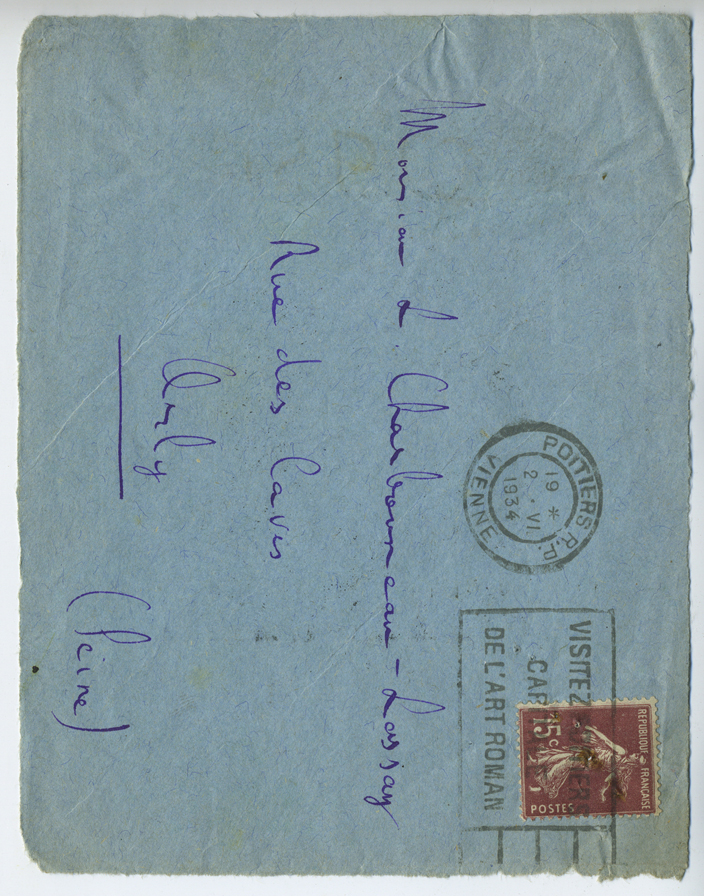 POITIERS R.P.
19 *
2 . VI
1934
VIENNE
VISITEZ
DE L'ART ROMAN
REPUBLIQUE FRANÇAISE
15c
POSTES
L. Charbonneau-Lassay
Rue des Caves
Orly
(Seine)